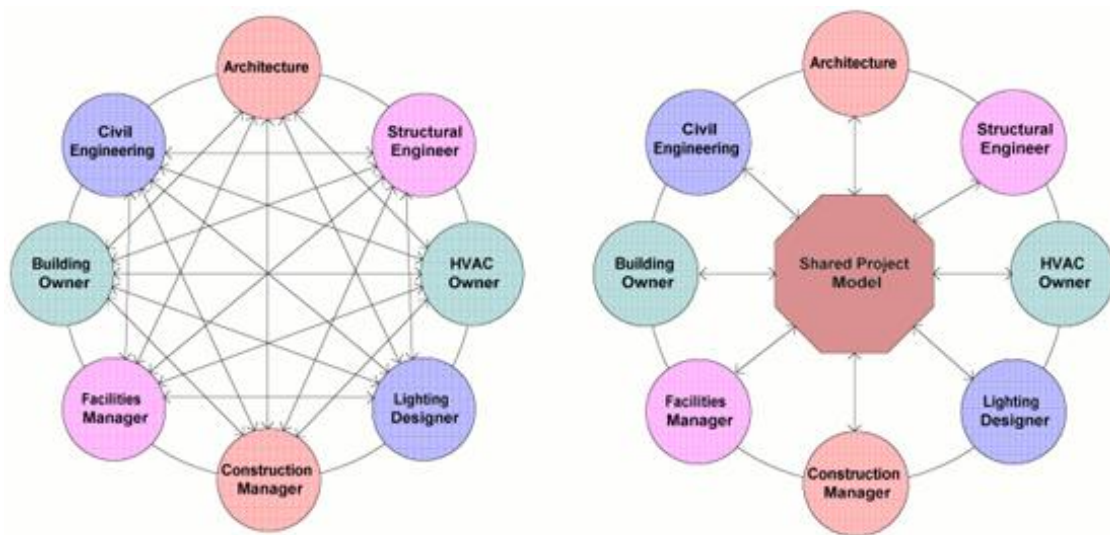 Architecture
Civil
Engineering
Structural
Engineer
Building
Owner
HVAC
Owner
Facilities
Manager
Lighting
Designer
Construction
Manager
Architecture
Civil
Engineering
Structural
Engineer
Building
Owner
Shared Project
Model
HVAC
Owner
Facilities
Manager
Lighting
Designer
Construction
Manager